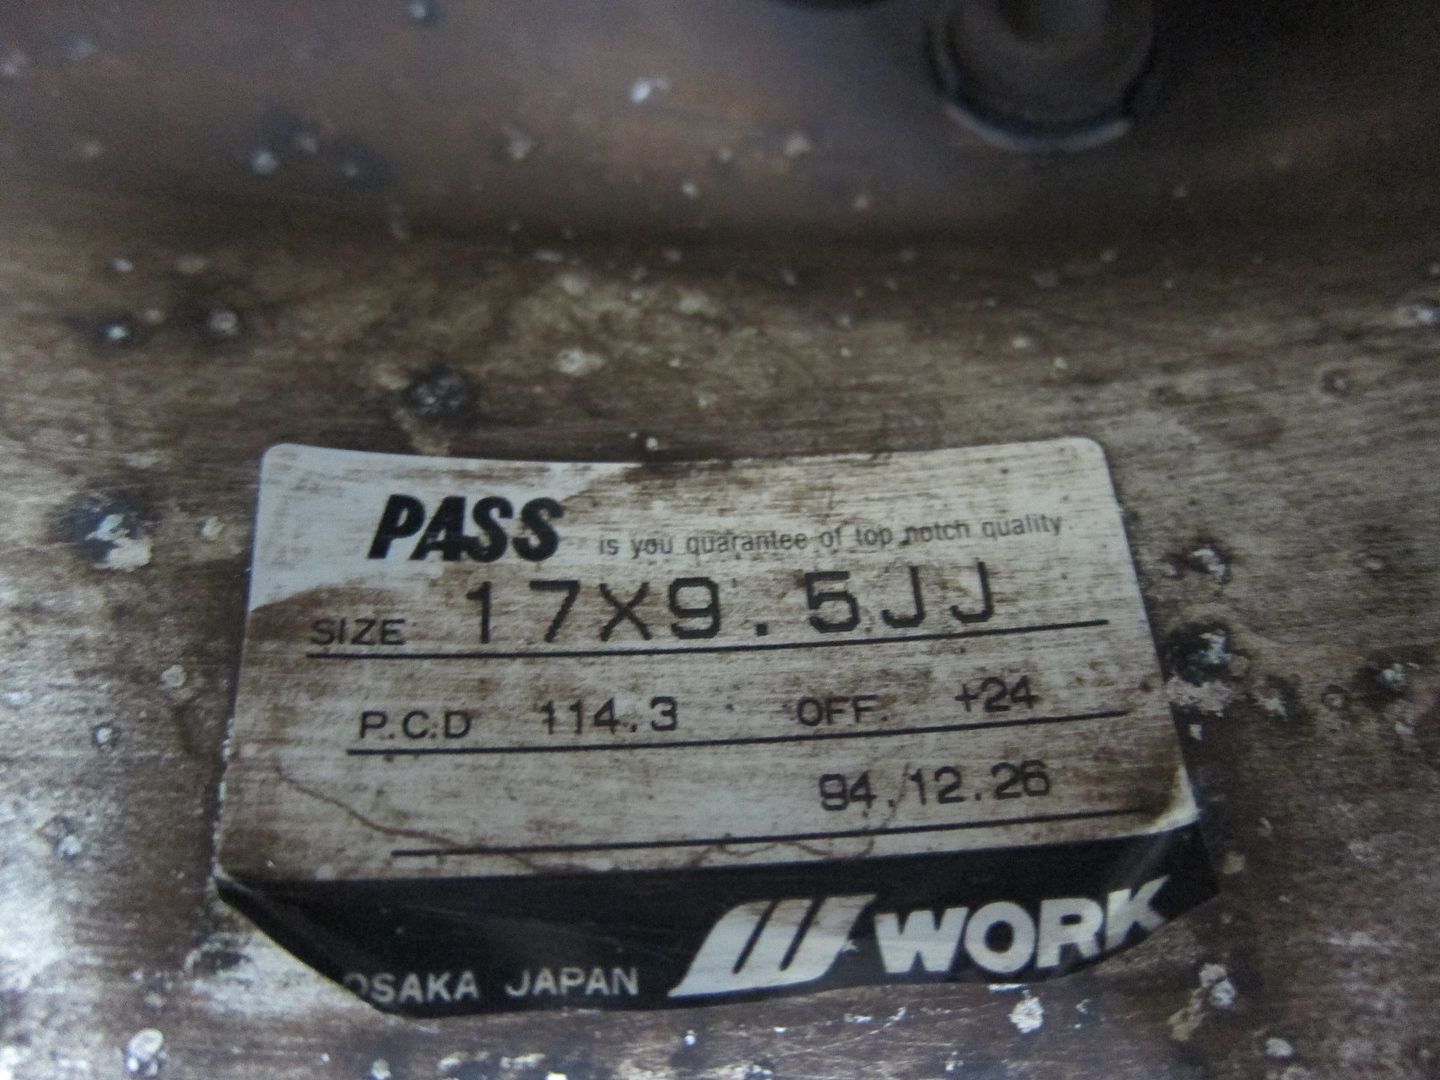 PASS is you quarantee of top notch quality
SIZE 17X9.5JJ
P.C.D 114.3 OFF. +24
94.12.26
OSAKA JAPAN WORK